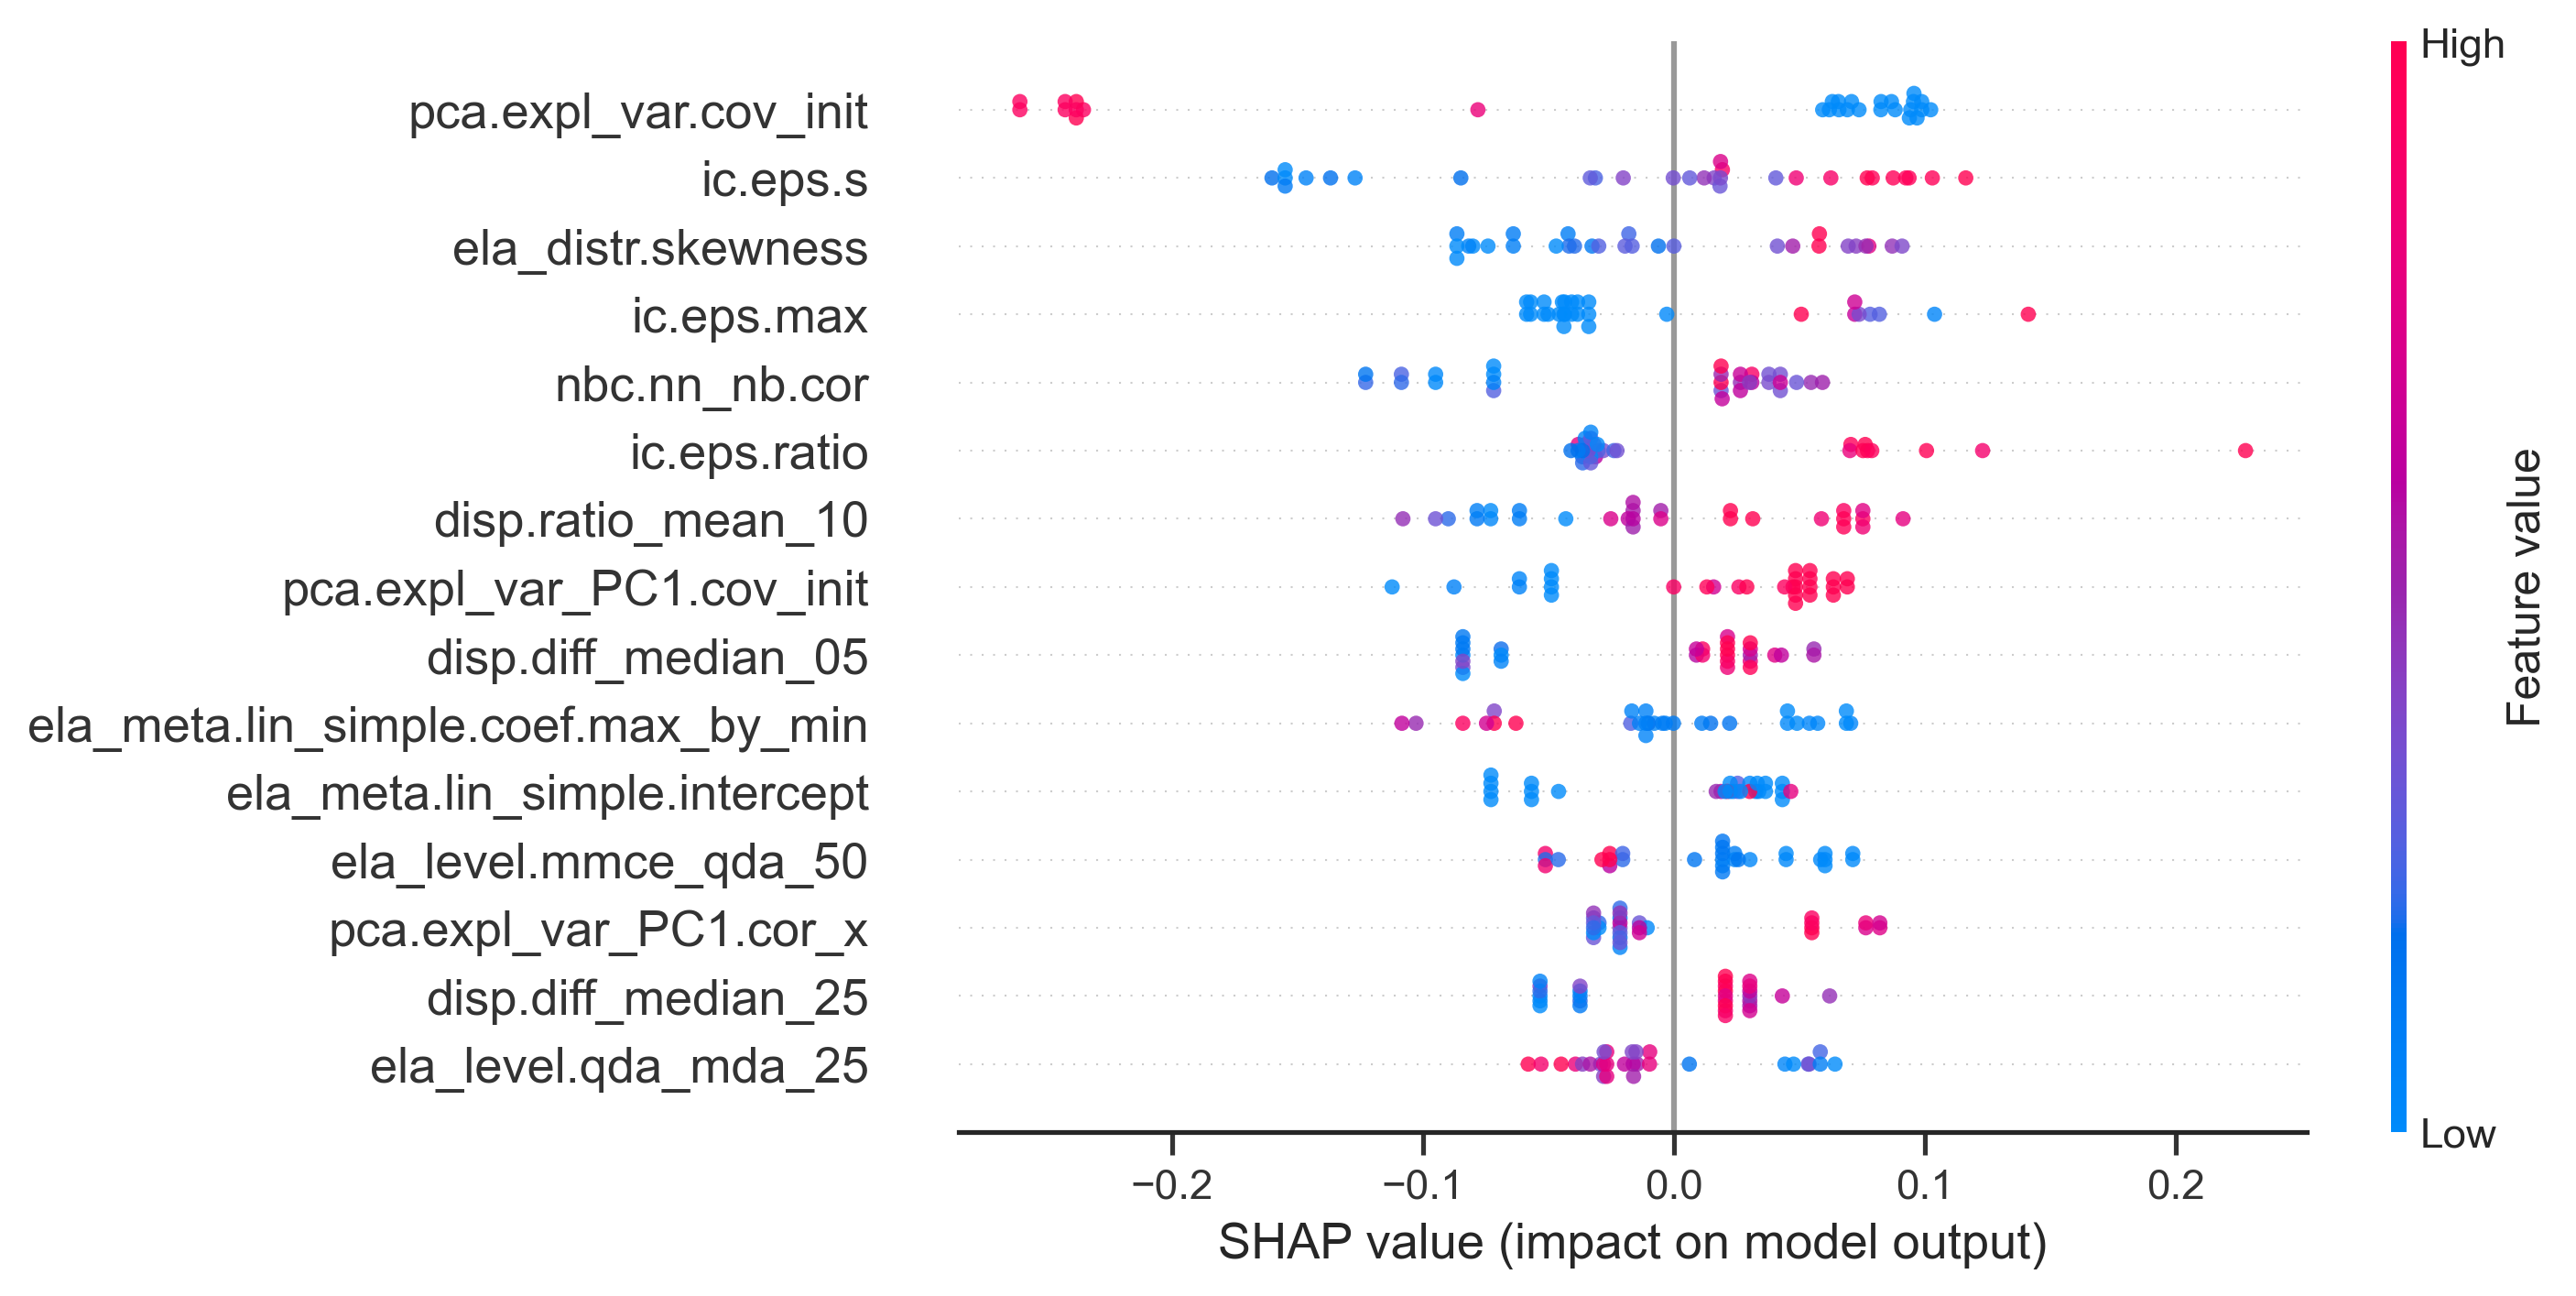 High
pca.expl_var.cov_init
ic.eps.s
ela_distr.skewness
ic.eps.max
nbc.nn_nb.cor
ic.eps.ratio
disp.ratio_mean_10
pca.expl_var_PC1.cov_init
disp.diff_median_05
ela_meta.lin_simple.coef.max_by_min
ela_meta.lin_simple.intercept
ela_level.mmce_qda_50
pca.expl_var_PC1.cor_x
disp.diff_median_25
ela_level.qda_mda_25
Feature value
Low
−0.2 −0.1 0.0 0.1 0.2
SHAP value (impact on model output)